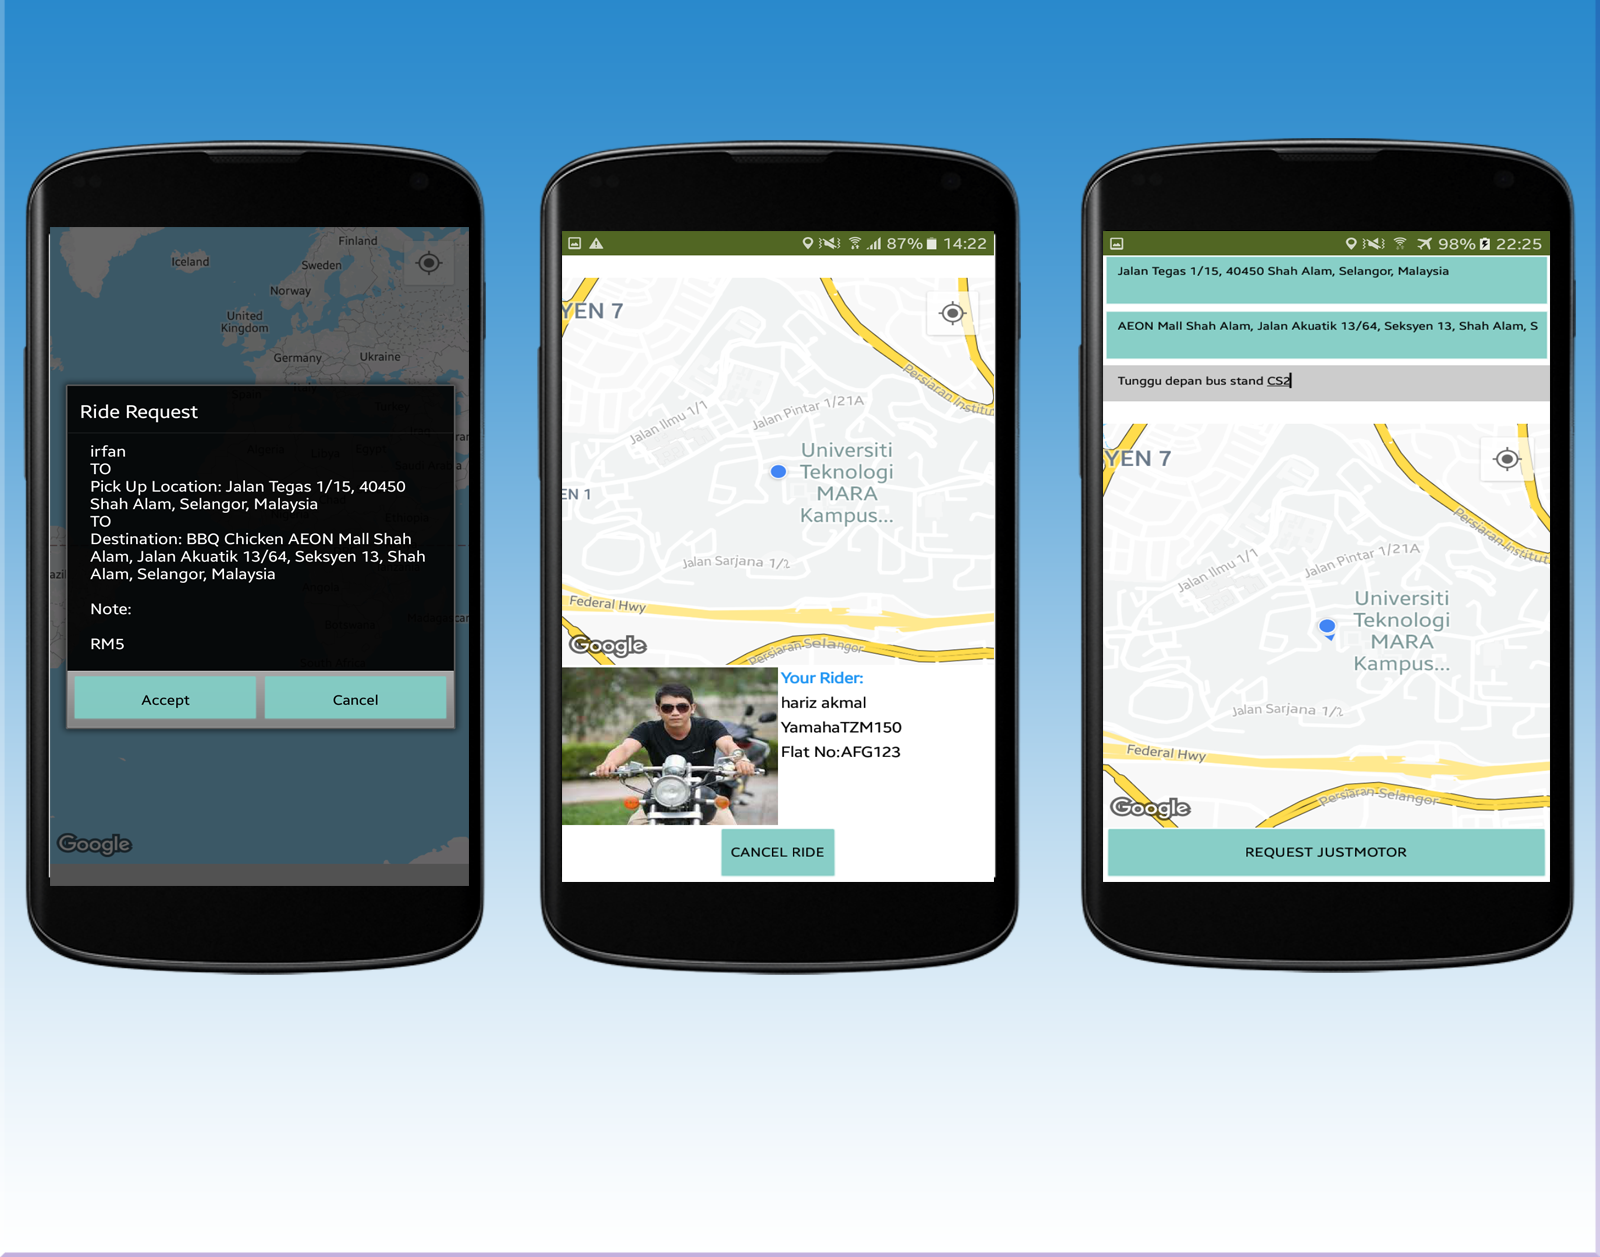 Finland
Iceland
Sweden
Norway
United
Kingdom
Germany
Ukraine
Ride Request
irfan
TO
Pick Up Location: Jalan Tegas 1/15, 40450
Shah Alam, Selangor, Malaysia
TO
Destination: BBQ Chicken AEON Mall Shah
Alam, Jalan Akuatik 13/64, Seksyen 13, Shah
Alam, Selangor, Malaysia
Note:
RM5
Accept Cancel
Google
87% 14:22
YEN 7
Persiaran Institu
Jalan Ilmu 1/1
Jalan Pintar 1/21A
Universiti
Teknologi
MARA
Kampus...
EN 1
Jalan Sarjana 1/2
Federal Hwy
Persiaran Selangor
Google
Your Rider:
hariz akmal
YamahaTZM150
Flat No:AFG123
CANCEL RIDE
98% 22:25
Jalan Tegas 1/15, 40450 Shah Alam, Selangor, Malaysia
AEON Mall Shah Alam, Jalan Akuatik 13/64, Seksyen 13, Shah Alam, S
Tunggu depan bus stand CS2
YEN 7
Persiaran Institut
Jalan Ilmu 1/1
Jalan Pintar 1/21A
Universiti
Teknologi
MARA
Kampus...
Jalan Sarjana 1/2
Federal Hwy
Persiaran Selangor
Google
REQUEST JUSTMOTOR